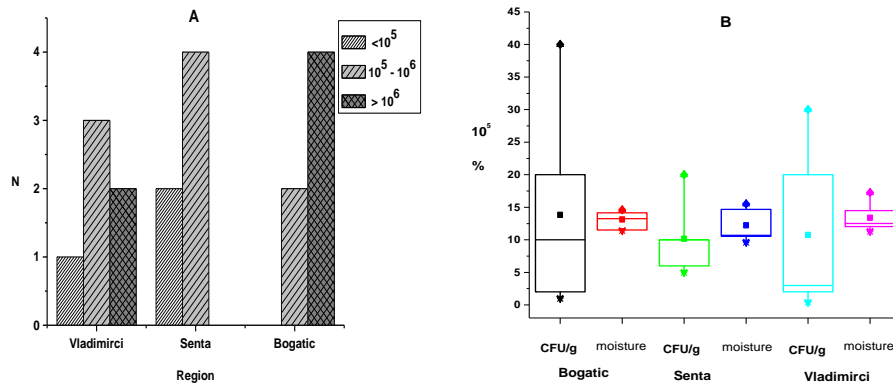 A
<10^5
10^5 - 10^6
> 10^6
4
3
2
1
0
N
Vladimirci Senta Bogatic
Region
B
40
35
30
25
20
15
10
5
0
10^5
%
CFU/g moisture CFU/g moisture CFU/g moisture
Bogatic Senta Vladimirci